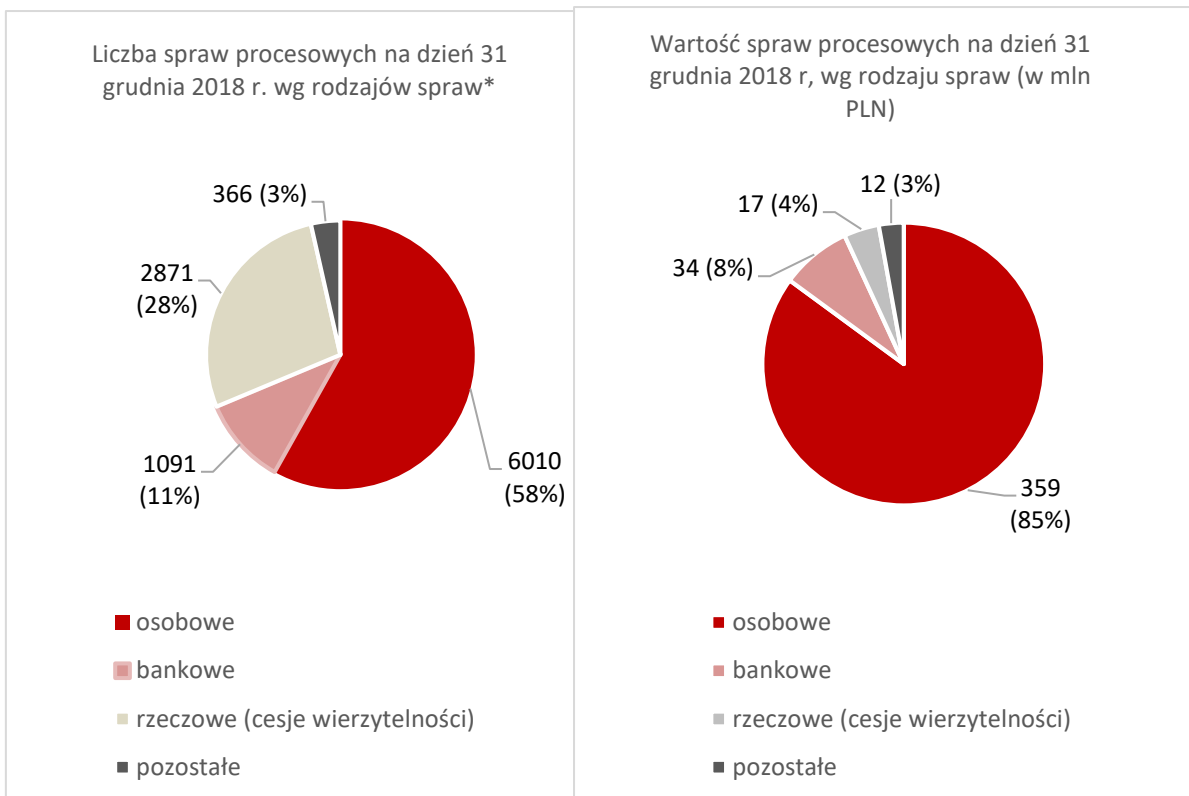 Liczba spraw procesowych na dzień 31
grudnia 2018 r. wg rodzajów spraw*
366 (3%)
2871
(28%)
1091
(11%)
6010
(58%)
osobowe
bankowe
rzeczowe (cesje wierzytelności)
pozostałe
Wartość spraw procesowych na dzień 31
grudnia 2018 r, wg rodzaju spraw (w mln
PLN)
12 (3%)
17 (4%)
34 (8%)
359
(85%)
osobowe
bankowe
rzeczowe (cesje wierzytelności)
pozostałe